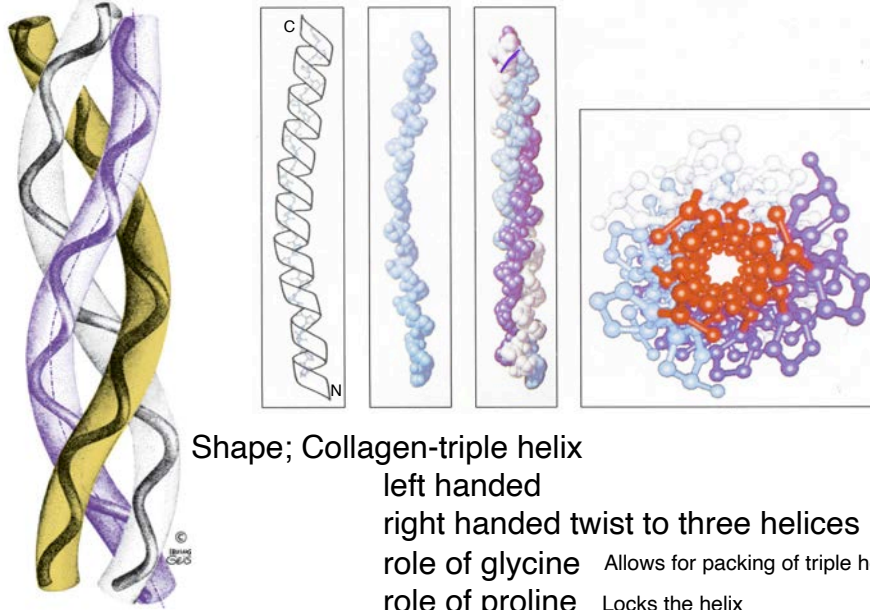 C
N
©
Shape; Collagen-triple helix
left handed
right handed twist to three helices
role of glycine Allows for packing of triple
role of proline Locks the helix